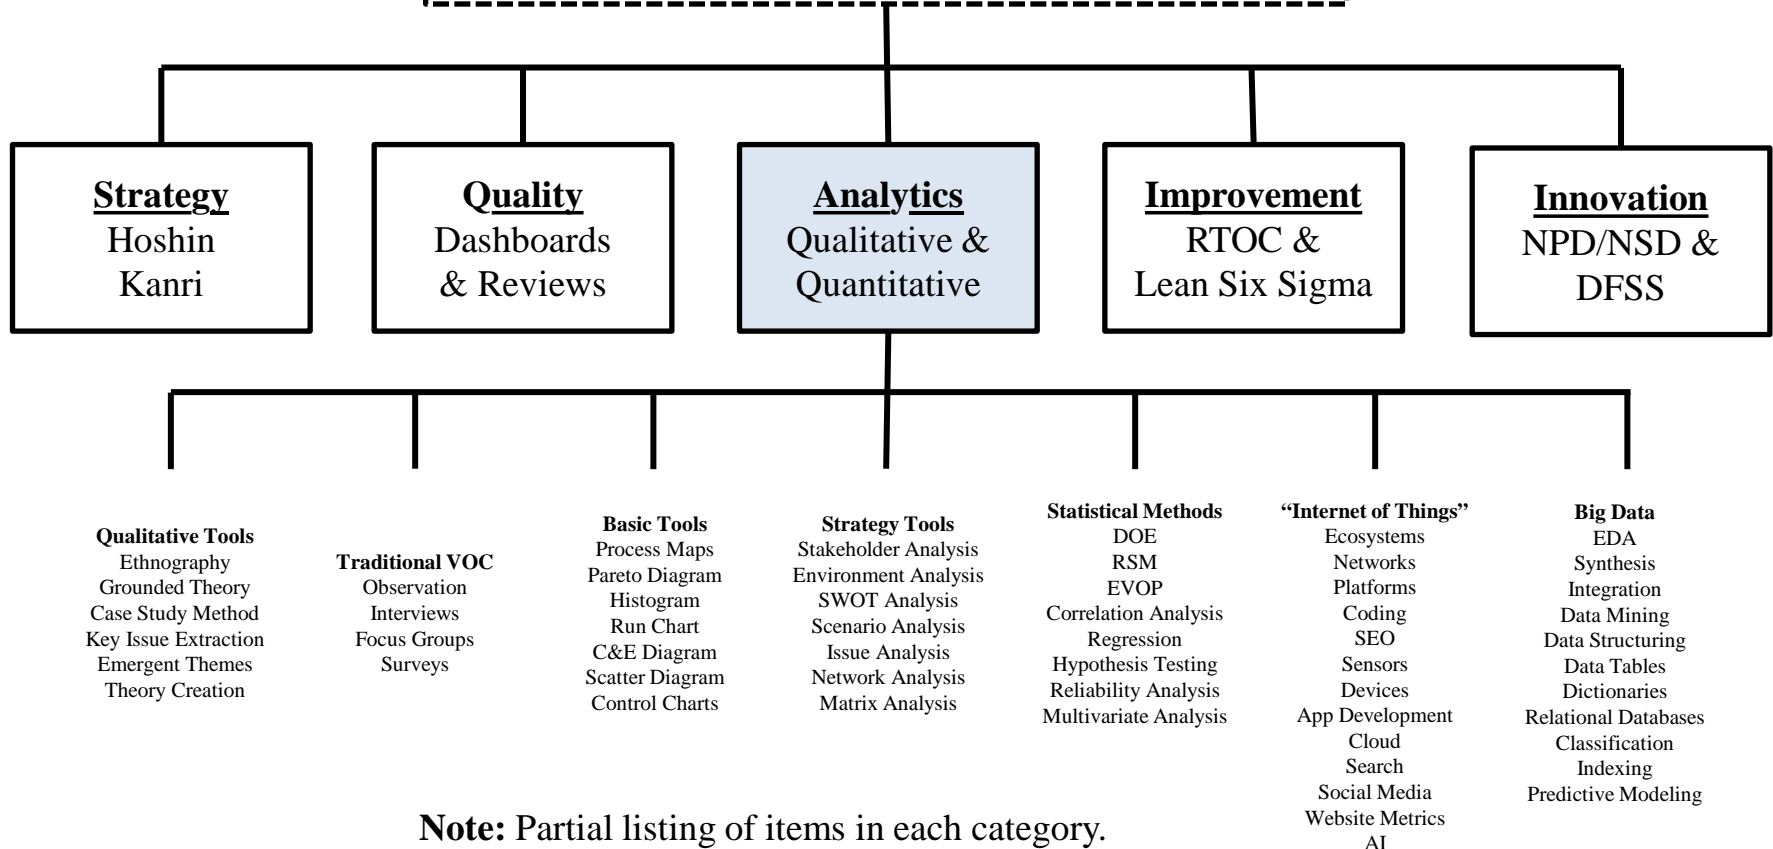 Strategy
Hoshin
Kanri
Quality
Dashboards
& Reviews
Analytics
Qualitative &
Quantitative
Improvement
RTOC &
Lean Six Sigma
Innovation
NPD/NSD &
DFSS
Qualitative Tools
Ethnography
Grounded Theory
Case Study Method
Key Issue Extraction
Emergent Themes
Theory Creation
Traditional VOC
Observation
Interviews
Focus Groups
Surveys
Basic Tools
Process Maps
Pareto Diagram
Histogram
Run Chart
C&E Diagram
Scatter Diagram
Control Charts
Strategy Tools
Stakeholder Analysis
Environment Analysis
SWOT Analysis
Scenario Analysis
Issue Analysis
Network Analysis
Matrix Analysis
Statistical Methods
DOE
RSM
EVOP
Correlation Analysis
Regression
Hypothesis Testing
Reliability Analysis
Multivariate Analysis
“Internet of Things”
Ecosystems
Networks
Platforms
Coding
SEO
Sensors
Devices
App Development
Cloud
Search
Social Media
Website Metrics
AI
Big Data
EDA
Synthesis
Integration
Data Mining
Data Structuring
Data Tables
Dictionaries
Relational Databases
Classification
Indexing
Predictive Modeling
Note: Partial listing of items in each category.